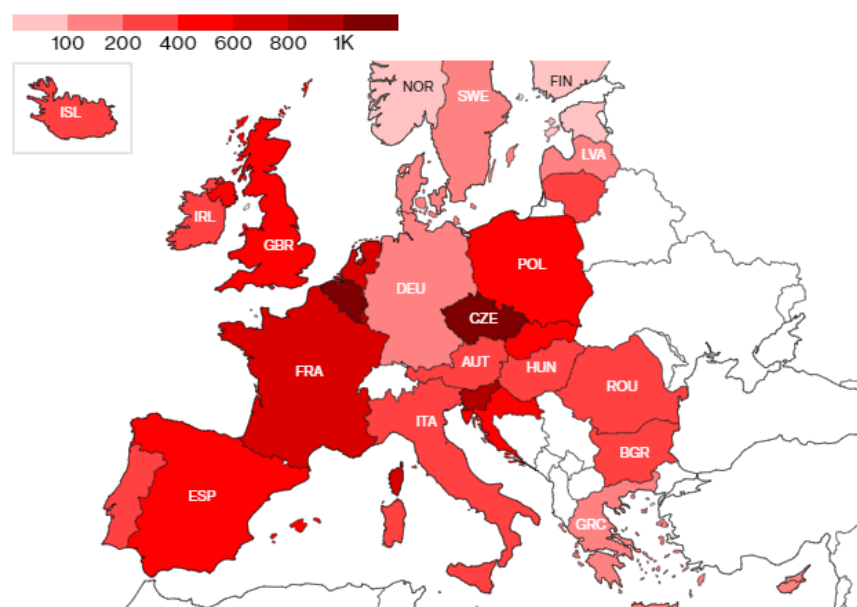 100 200 400 600 800 1K
ISL
NOR
FIN
SWE
LVA
IRL
GBR
POL
DEU
CZE
FRA
AUT
HUN
ROU
ITA
BGR
ESP
GRC